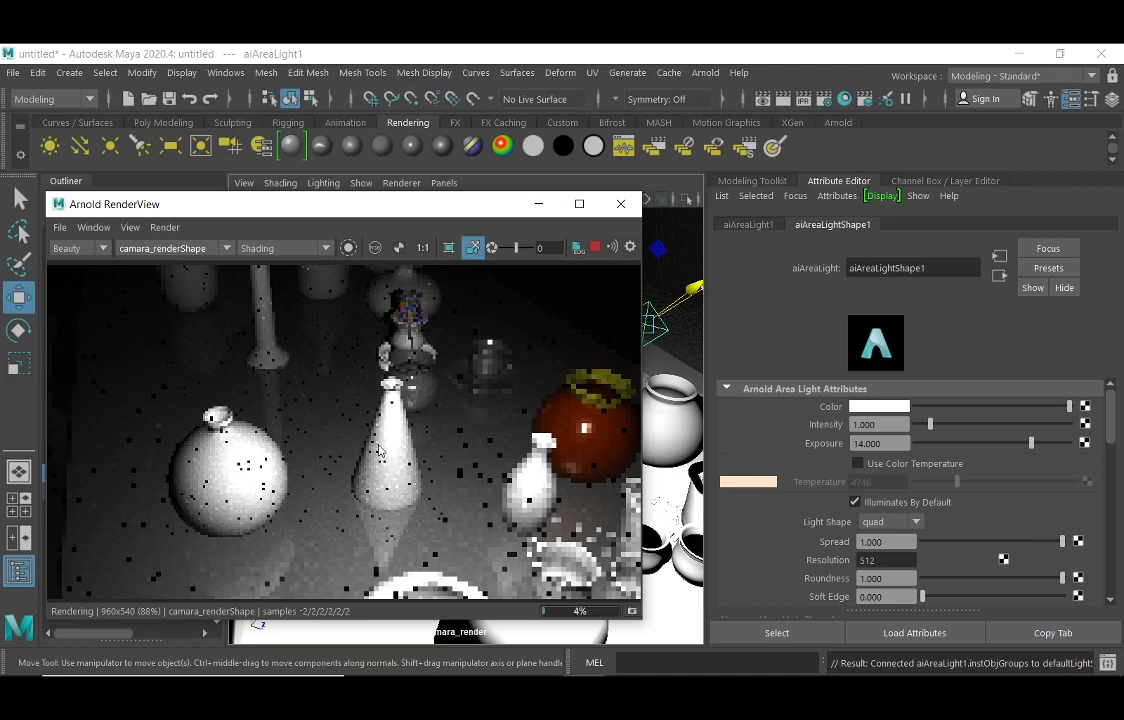 untitled* - Autodesk Maya 2020.4: untitled --- aiAreaLight1
File Edit Create Select Modify Display Windows Mesh Edit Mesh Mesh Tools Mesh Display Curves Surfaces Deform UV Generate Cache Arnold Help
Workspace : Modeling - Standard*
Modeling No Live Surface Symmetry: Off Sign In
Curves / Surfaces Poly Modeling Sculpting Rigging Animation Rendering FX FX Caching Custom Bifrost MASH Motion Graphics XGen Arnold
Outliner
View Shading Lighting Show Renderer Panels
Modeling Toolkit Attribute Editor Channel Box / Layer Editor
List Selected Focus Attributes Display Show Help
Arnold RenderView
File Window View Render
Beauty camara_renderShape Shading 1:1 0
aiAreaLight1 aiAreaLightShape1
Focus
aiAreaLight: aiAreaLightShape1
Presets
Show Hide
Arnold Area Light Attributes
Color
Intensity 1.000
Exposure 14.000
Use Color Temperature
Temperature 4746
Illuminates By Default
Light Shape quad
Spread 1.000
Resolution 512
Roundness 1.000
Soft Edge 0.000
Rendering | 960x540 (88%) | camara_renderShape | samples -2/2/2/2/2/2
4%
z
mara_render
Select Load Attributes Copy Tab
Move Tool: Use manipulator to move object(s). Ctrl+middle-drag to move components along normals. Shift+drag manipulator axis or plane handl
MEL
// Result: Connected aiAreaLight1.instObjGroups to defaultLightS